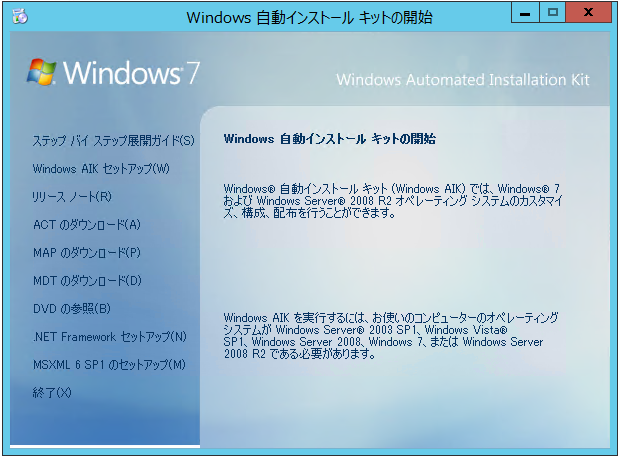 Windows 自動インストール キットの開始
Windows 7
Windows Automated Installation Kit
ステップ バイ ステップ展開ガイド(S)
Windows AIK セットアップ(W)
リリース ノート(R)
ACT のダウンロード(A)
MAP のダウンロード(P)
MDT のダウンロード(D)
DVD の参照(B)
.NET Framework セットアップ(N)
MSXML 6 SP1 のセットアップ(M)
終了(X)
Windows 自動インストール キットの開始
Windows® 自動インストール キット (Windows AIK) では、Windows® 7
および Windows Server® 2008 R2 オペレーティング システムのカスタマイ
ズ、構成、配布を行うことができます。
Windows AIK を実行するには、お使いのコンピューターのオペレーティング
システムが Windows Server® 2003 SP1、Windows Vista®
SP1、Windows Server 2008、Windows 7、または Windows Server
2008 R2 である必要があります。